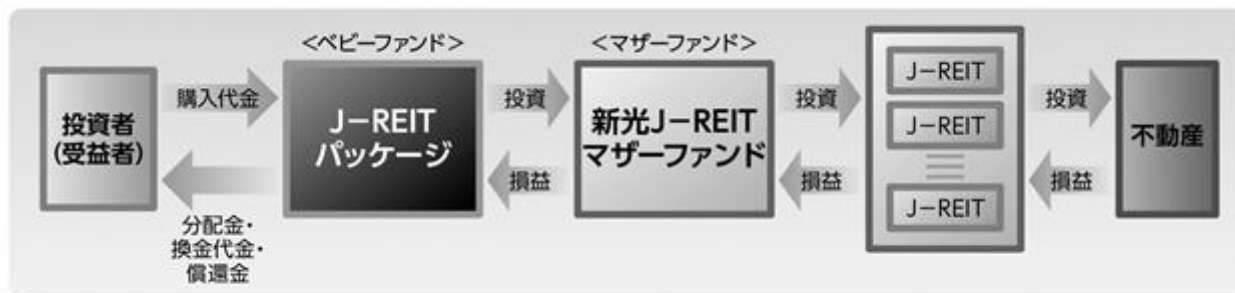 <ベビーファンド>
<マザーファンド>
投資者
(受益者)
購入代金
分配金・
換金代金・
償還金
J-REIT
パッケージ
投資
損益
新光J-REIT
マザーファンド
投資
損益
J-REIT
J-REIT
J-REIT
投資
損益
不動産